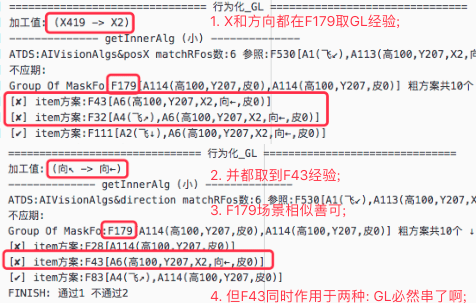 ============================== 行为化_GL ==============================
加工值: (X419 -> X2) 1. X和方向都在F179取GL经验;
-------------- getInnerAlg (小) --------------
ATDS:AIVisionAlgs&posX matchRFos数:6 参照:F530[A1(飞↙),A113(高100,Y207,X2,向
不应期:
Group Of MaskFo:F179[A114(高100,Y207,皮0),A114(高100,Y207,皮0)] 粗方案共10个
[✘] item方案:F43[A6(高100,Y207,X2,向←,皮0)]
[✘] item方案:F32[A4(飞↗),A6(高100,Y207,X2,向←,皮0)]
[✔] item方案:F111[A2(飞↓),A6(高100,Y207,X2,向←,皮0)]
============================== 行为化_GL ==============================
加工值: (向↖ -> 向←)
2. 并都取到F43经验;
-------------- getInnerAlg (小) --------------
ATDS:AIVisionAlgs&direction matchRFos数:6 参照:F530[A1(飞↙),A113(高100,Y207,
不应期:
3. F179场景相似善可;
Group Of MaskFo:F179[A114(高100,Y207,皮0),A114(高100,Y207,皮0)] 粗方案共10个 ↓
[✘] item方案:F28[A114(高100,Y207,皮0)]
[✘] item方案:F43[A6(高100,Y207,X2,向←,皮0)]
[✔] item方案:F83[A4(飞↗),A114(高100,Y207,皮0)]
FINISH: 通过1 不通过2
4. 但F43同时作用于两种: GL必然串了啊;